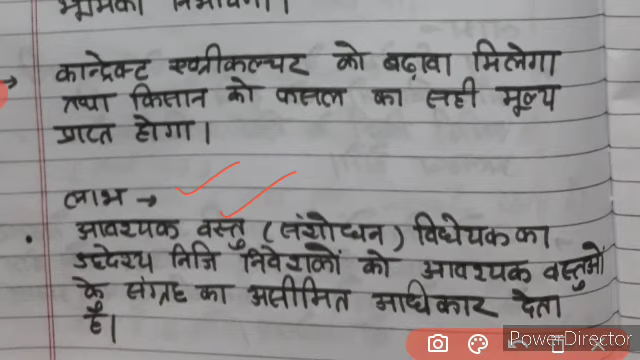 भूमिका निभायेगा।
कान्ट्रेक्ट एग्रीकल्चर को बढ़ावा मिलेगा
तथा किसान को फसल का सही मूल्य
प्राप्त होगा।
लाभ →
आवश्यक वस्तु (संशोधन) विधेयक का
उद्देश्य निजि निवेशकों को आवश्यक वस्तुओं
के संग्रह का असीमित अधिकार देता
है।
PowerDirector